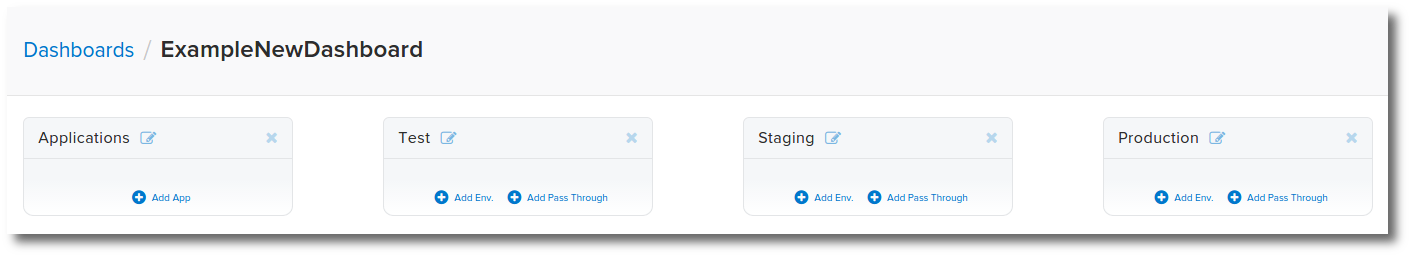 Dashboards / ExampleNewDashboard
Applications
Add App
Test
Add Env. Add Pass Through
Staging
Add Env. Add Pass Through
Production
Add Env. Add Pass Through